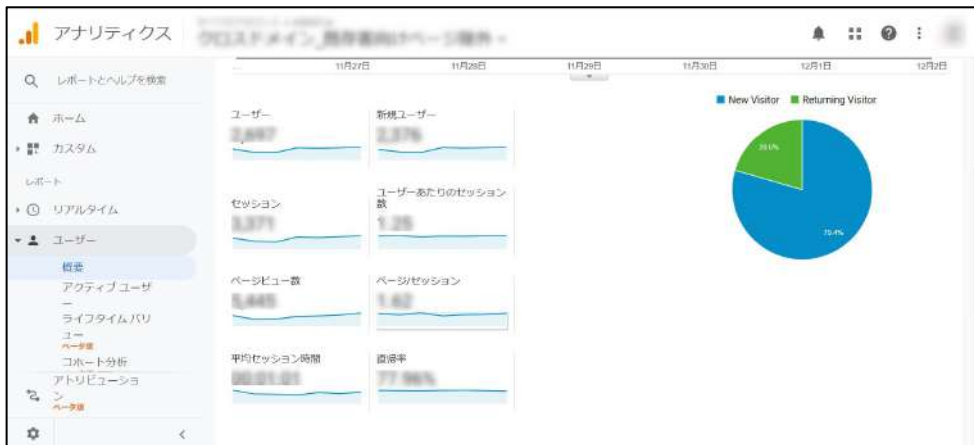 アナリティクス
レポートとヘルプを検索
ホーム
カスタム
レポート
リアルタイム
ユーザー
概要
アクティブ ユーザ
ー
ライフタイム バリ
ュー
ベータ版
コホート分析
アトリビューショ
ン
ベータ版
...
11月27日
11月28日
11月29日
11月30日
12月1日
12月2日
ユーザー
新規ユーザー
セッション
ユーザーあたりのセッション
数
ページビュー数
ページ/セッション
平均セッション時間
直帰率
New Visitor
Returning Visitor
20.6%
79.4%